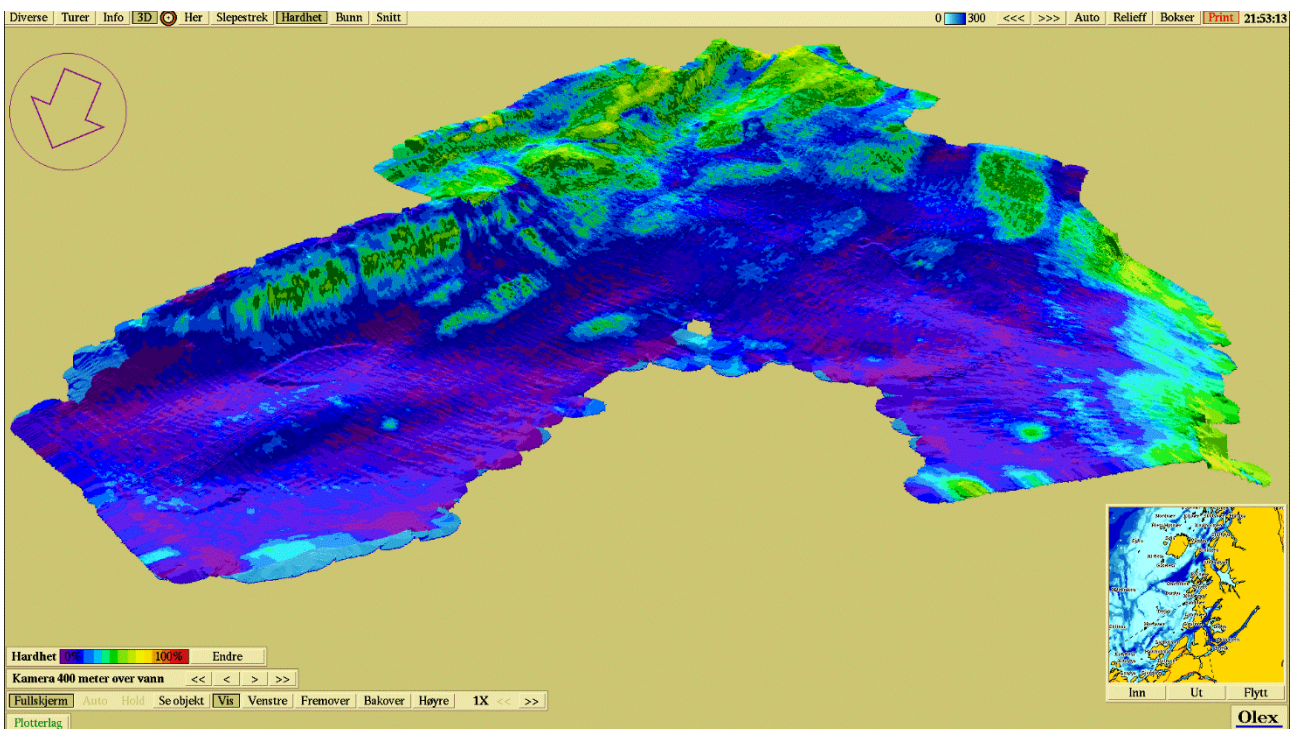 Diverse Turer Info 3D Her Slepestrek Hardhet Bunn Snitt 0 300 <<< >>> Auto Relieff Bokser Print 21:53:13
Hardhet 0% 100% Endre
Kamera 400 meter over vann << < > >>
Fullskjerm Auto Hold Se objekt Vis Venstre Fremover Bakover Høyre 1X << >>
Plotterlag
Inn Ut Flytt
Olex